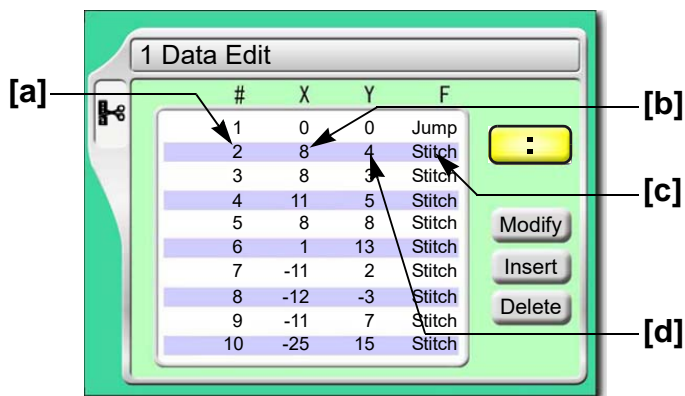 1 Data Edit
[a]
# X Y F
[b]
1 0 0 Jump
2 8 4 Stitch
:
3 8 3 Stitch
[c]
4 11 5 Stitch
5 8 8 Stitch
Modify
6 1 13 Stitch
7 -11 2 Stitch
Insert
8 -12 -3 Stitch
Delete
9 -11 7 Stitch
[d]
10 -25 15 Stitch